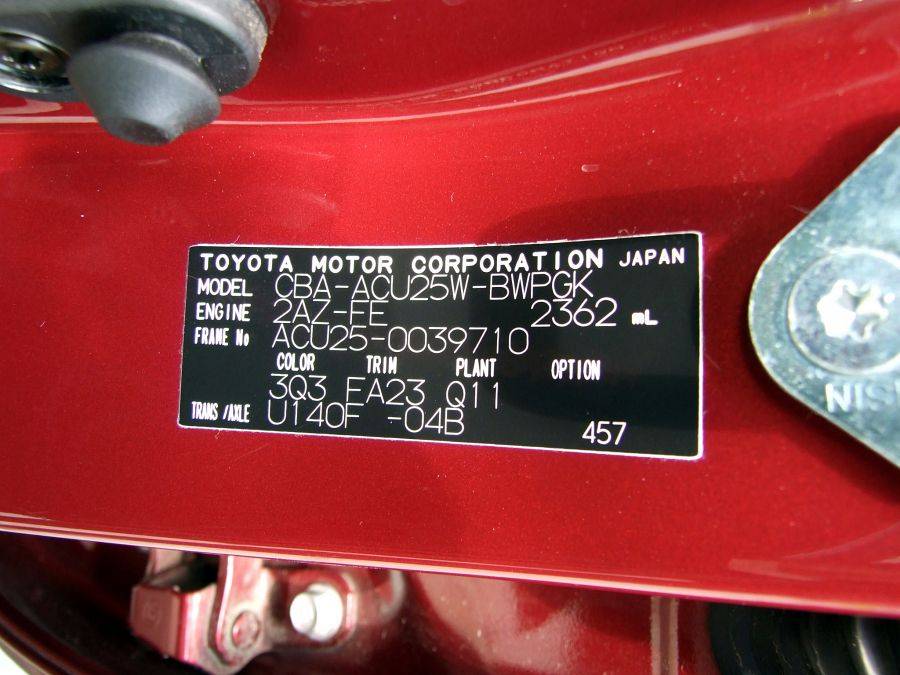 TOYOTA MOTOR CORPORATION JAPAN
MODEL CBA-ACU25W-BWPGK
ENGINE 2AZ-FE 2362 mL
FRAME No ACU25-0039710
COLOR TRIM PLANT OPTION
3Q3 FA23 Q11
TRANS/AXLE U140F -04B 457